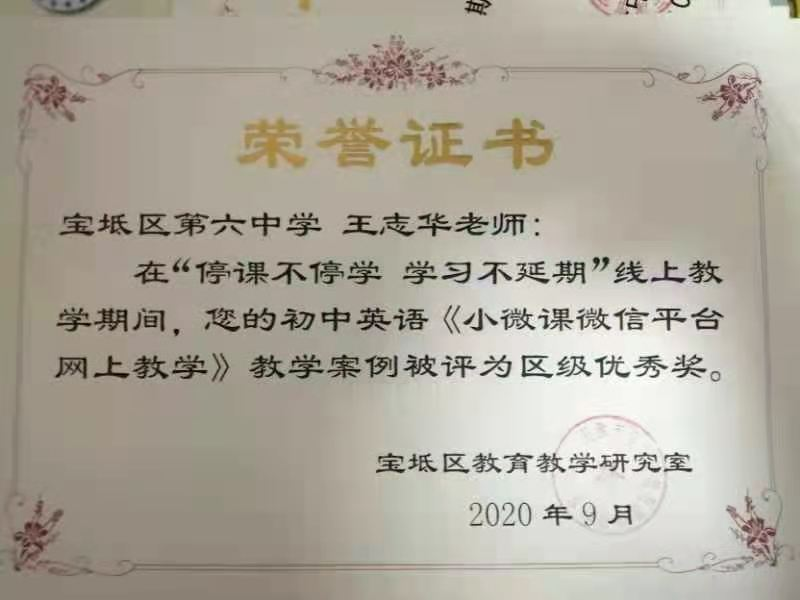 荣誉证书
宝坻区第六中学 王志华老师：
在“停课不停学 学习不延期”线上教
学期间，您的初中英语《小微课微信平台
网上教学》教学案例被评为区级优秀奖。
宝坻区教育教学研究室
2020年9月